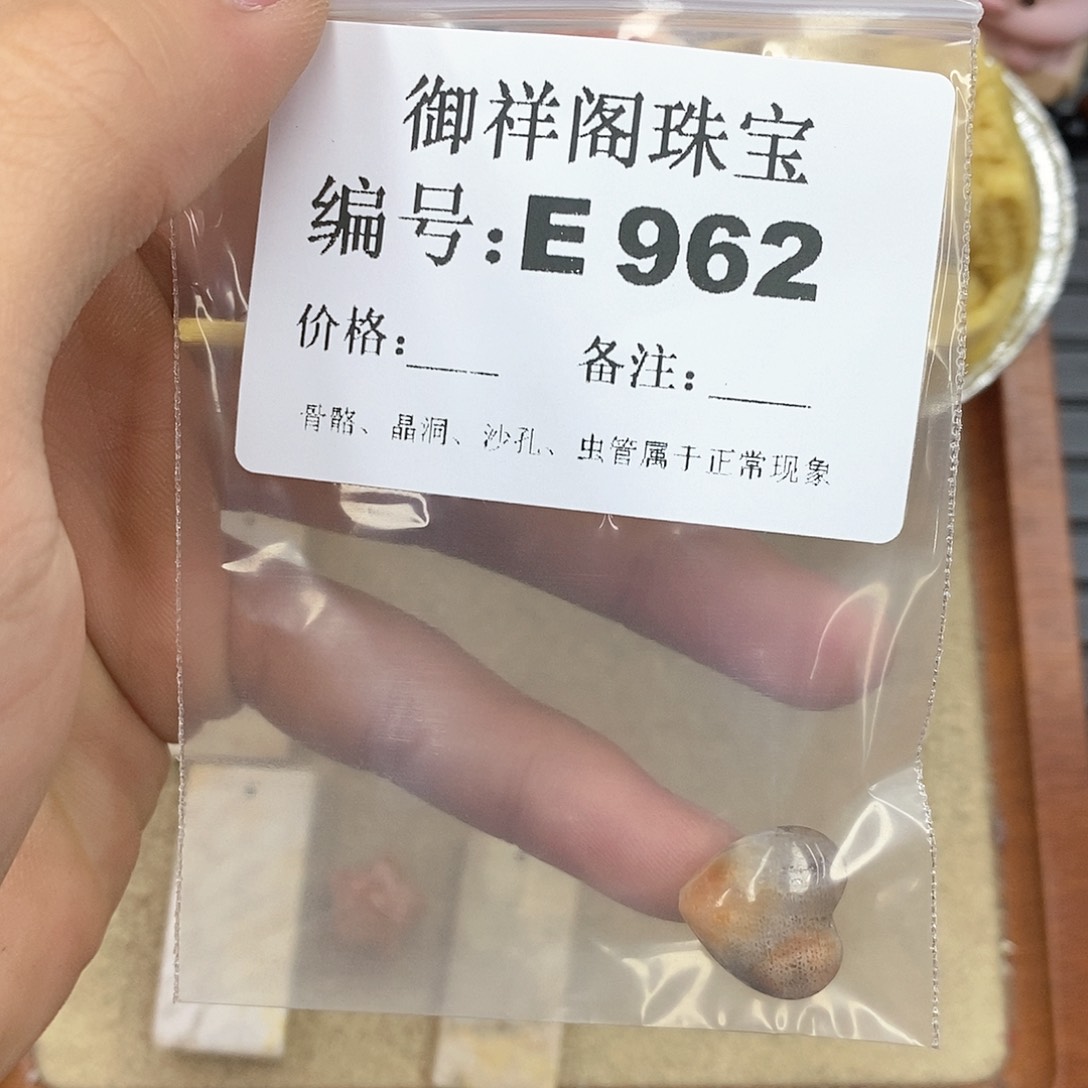 御祥阁珠宝
编号:E 962
价格:____ 备注:____
骨骼、晶洞、沙孔、虫管属于正常现象